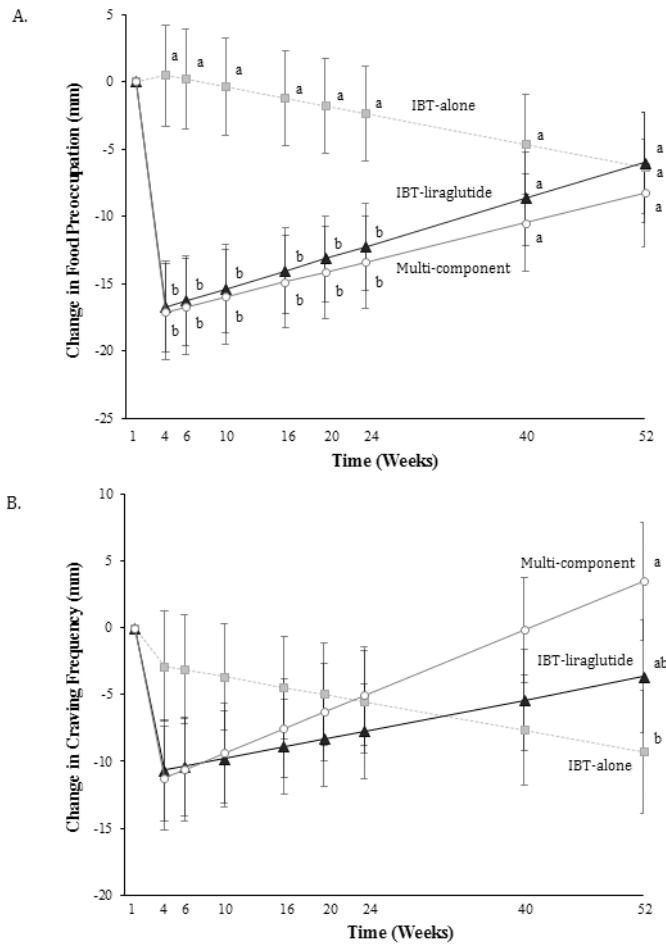 A.
Change in Food Preoccupation (mm)
5
0
-5
-10
-15
-20
-25
a
a
a
a
a
a
a
a
IBT-alone
b
b
b
b
b
b
a
a
IBT-liraglutide
b
b
b
b
b
b
a
a
Multi-component
1
4
6
10
16
20
24
40
52
Time (Weeks)
B.
Change in Craving Frequency (mm)
10
5
0
-5
-10
-15
-20
Multi-component
a
IBT-liraglutide
ab
IBT-alone
b
1
4
6
10
16
20
24
40
52
Time (Weeks)